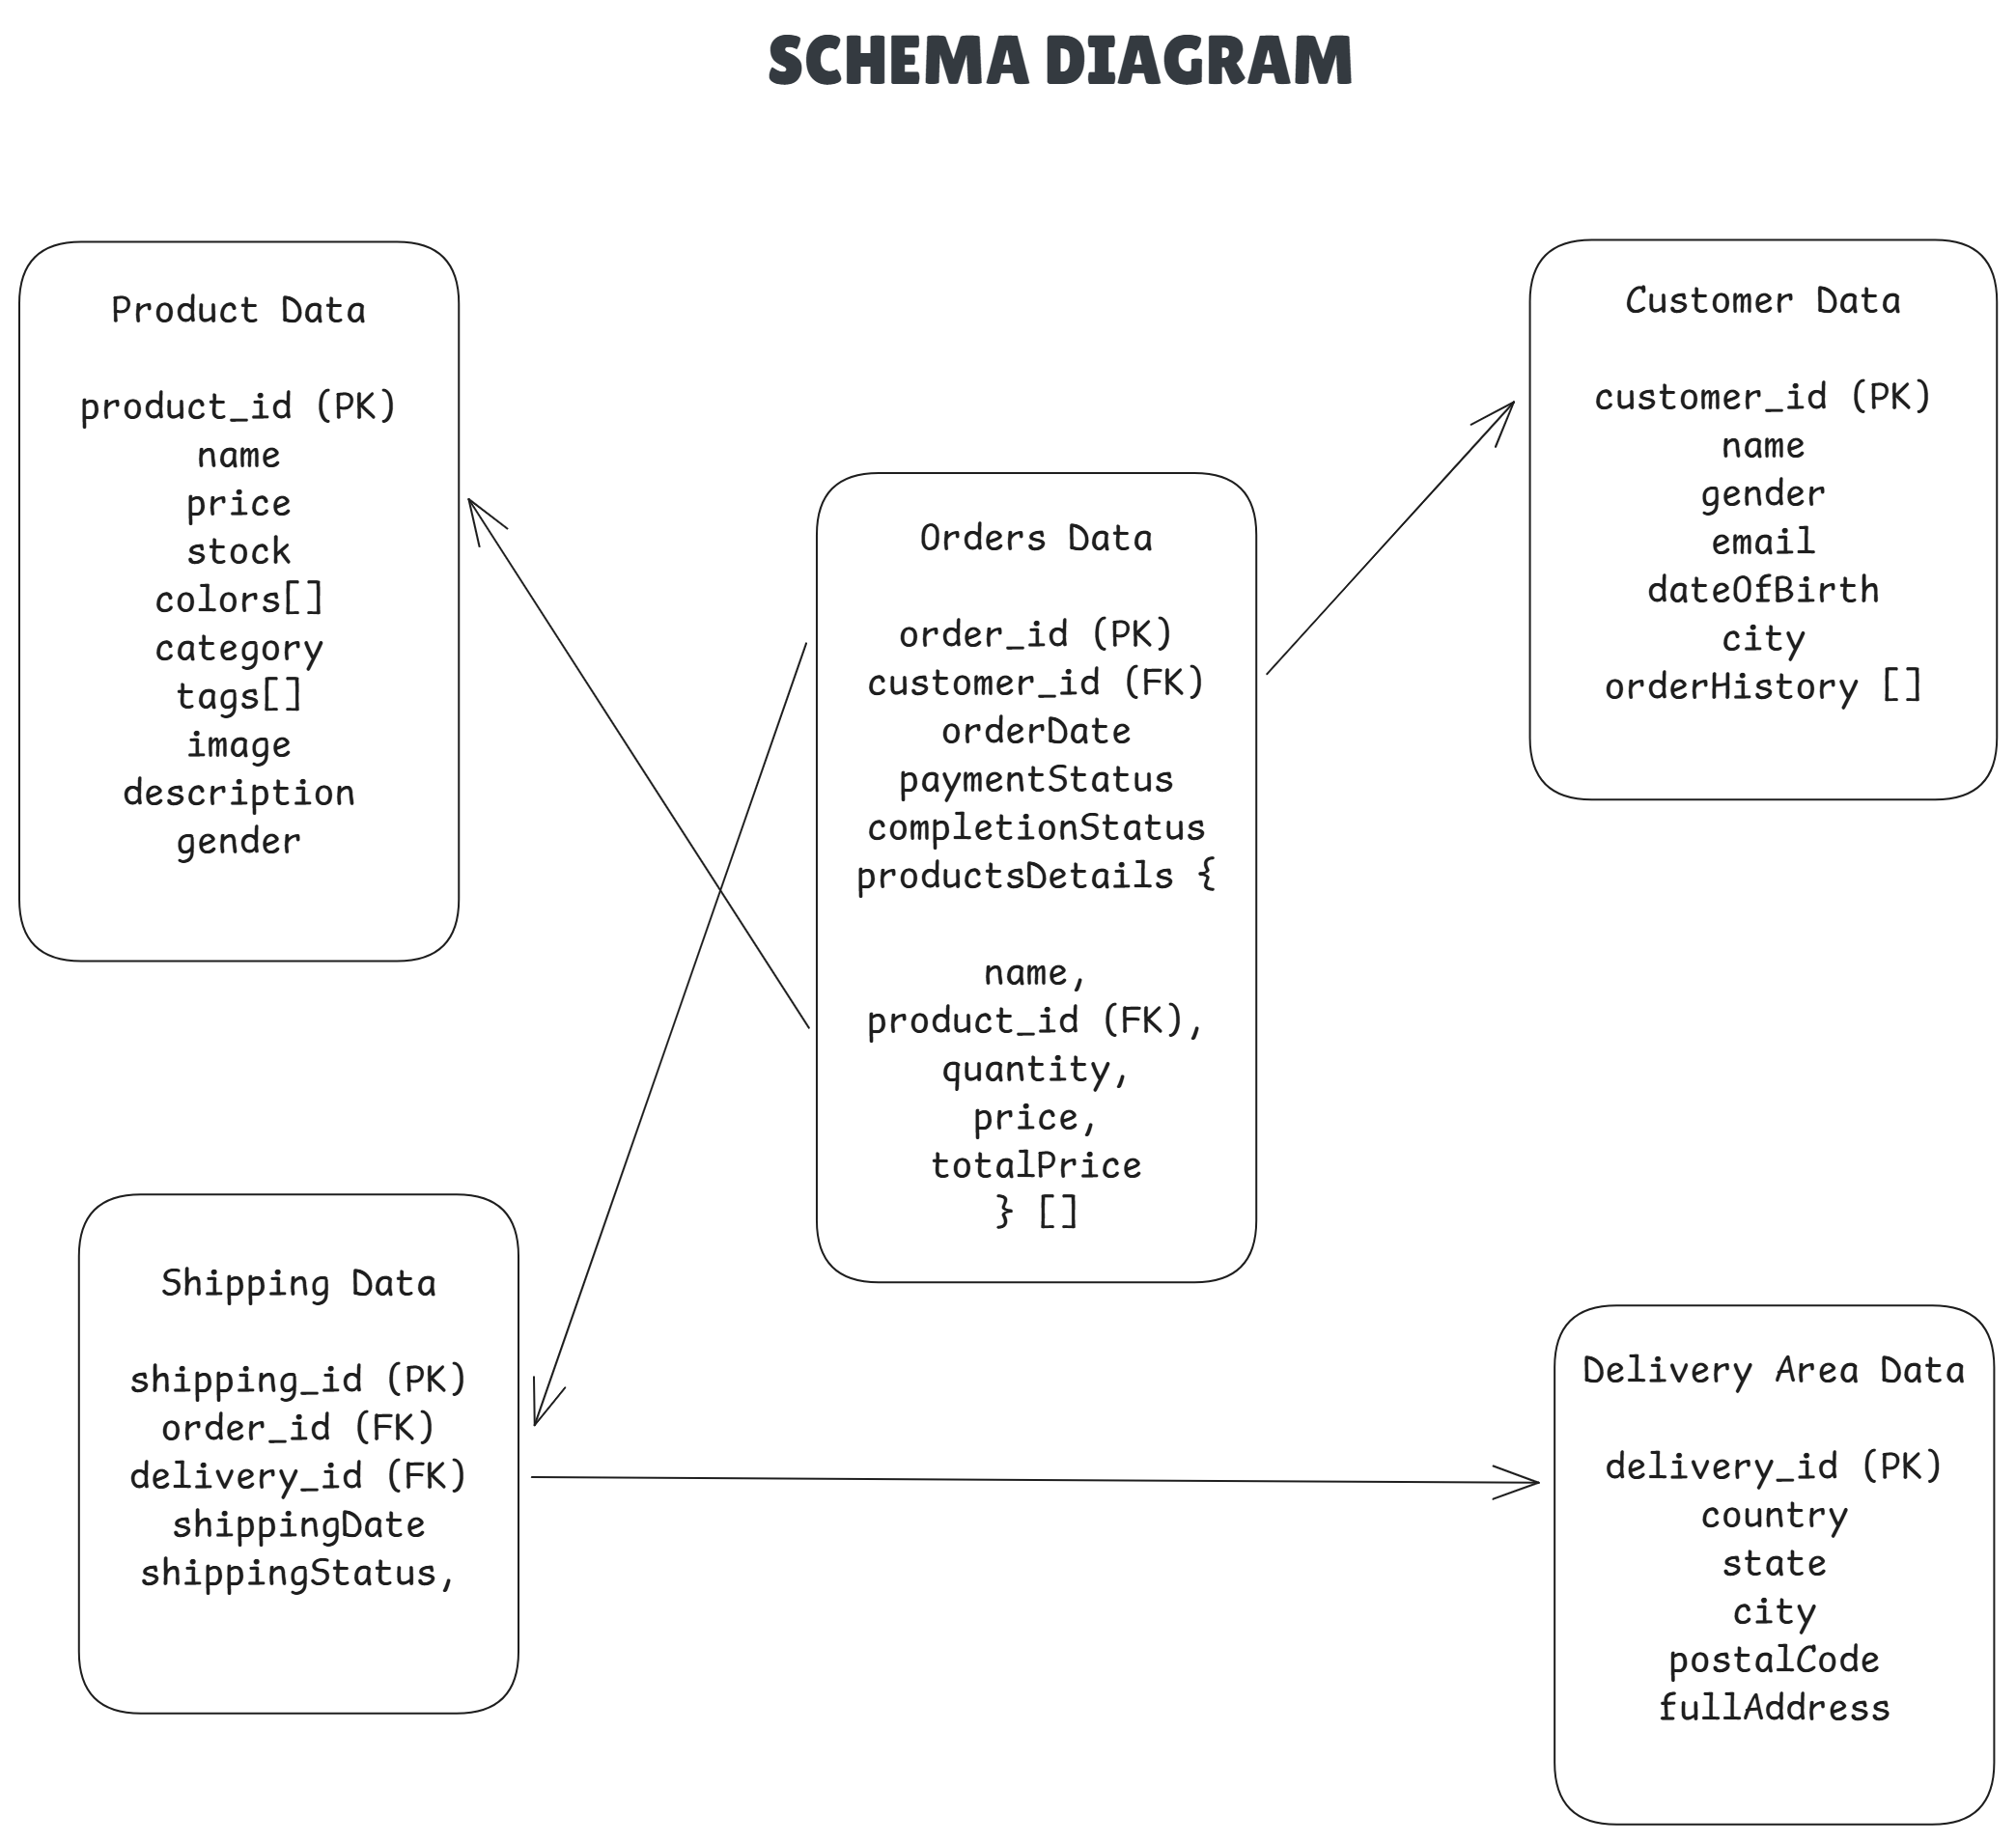 SCHEMA DIAGRAM
Product Data
product_id (PK)
name
price
stock
colors[]
category
tags[]
image
description
gender
Orders Data
order_id (PK)
customer_id (FK)
orderDate
paymentStatus
completionStatus
productsDetails {
name,
product_id (FK),
quantity,
price,
totalPrice
} []
Customer Data
customer_id (PK)
name
gender
email
dateOfBirth
city
orderHistory []
Shipping Data
shipping_id (PK)
order_id (FK)
delivery_id (FK)
shippingDate
shippingStatus,
Delivery Area Data
delivery_id (PK)
country
state
city
postalCode
fullAddress